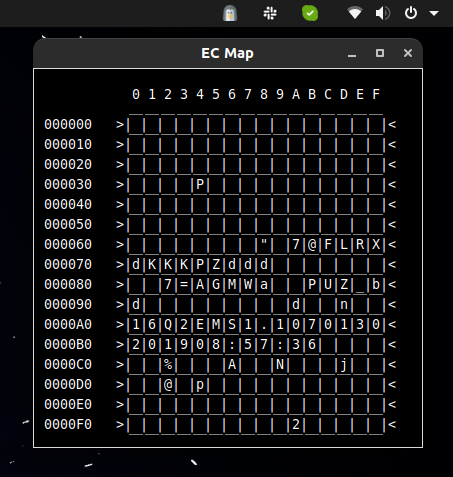 EC Map
0 1 2 3 4 5 6 7 8 9 A B C D E F
000000 >|_|_|_|_|_|_|_|_|_|_|_|_|_|_|_|_|<
000010 >|_|_|_|_|_|_|_|_|_|_|_|_|_|_|_|_|<
000020 >|_|_|_|_|_|_|_|_|_|_|_|_|_|_|_|_|<
000030 >|_|_|_|_|P|_|_|_|_|_|_|_|_|_|_|_|<
000040 >|_|_|_|_|_|_|_|_|_|_|_|_|_|_|_|_|<
000050 >|_|_|_|_|_|_|_|_|_|_|_|_|_|_|_|_|<
000060 >|_|_|_|_|_|_|_|_|"|_|7|@|F|L|R|X|<
000070 >|d|K|K|K|P|Z|d|d|d|_|_|_|_|_|_|_|<
000080 >|_|_|7|=|A|G|M|W|a|_|_|P|U|Z|_|b|<
000090 >|d|_|_|_|_|_|_|_|_|_|d|_|_|n|_|_|<
0000A0 >|1|6|Q|2|E|M|S|1|.|1|0|7|0|1|3|0|<
0000B0 >|2|0|1|9|0|8|:|5|7|:|3|6|_|_|_|_|<
0000C0 >|_|_|%|_|_|_|A|_|_|N|_|_|_|j|_|_|<
0000D0 >|_|_|@|_|p|_|_|_|_|_|_|_|_|_|_|_|<
0000E0 >|_|_|_|_|_|_|_|_|_|_|_|_|_|_|_|_|<
0000F0 >|_|_|_|_|_|_|_|_|_|_|2|_|_|_|_|_|<